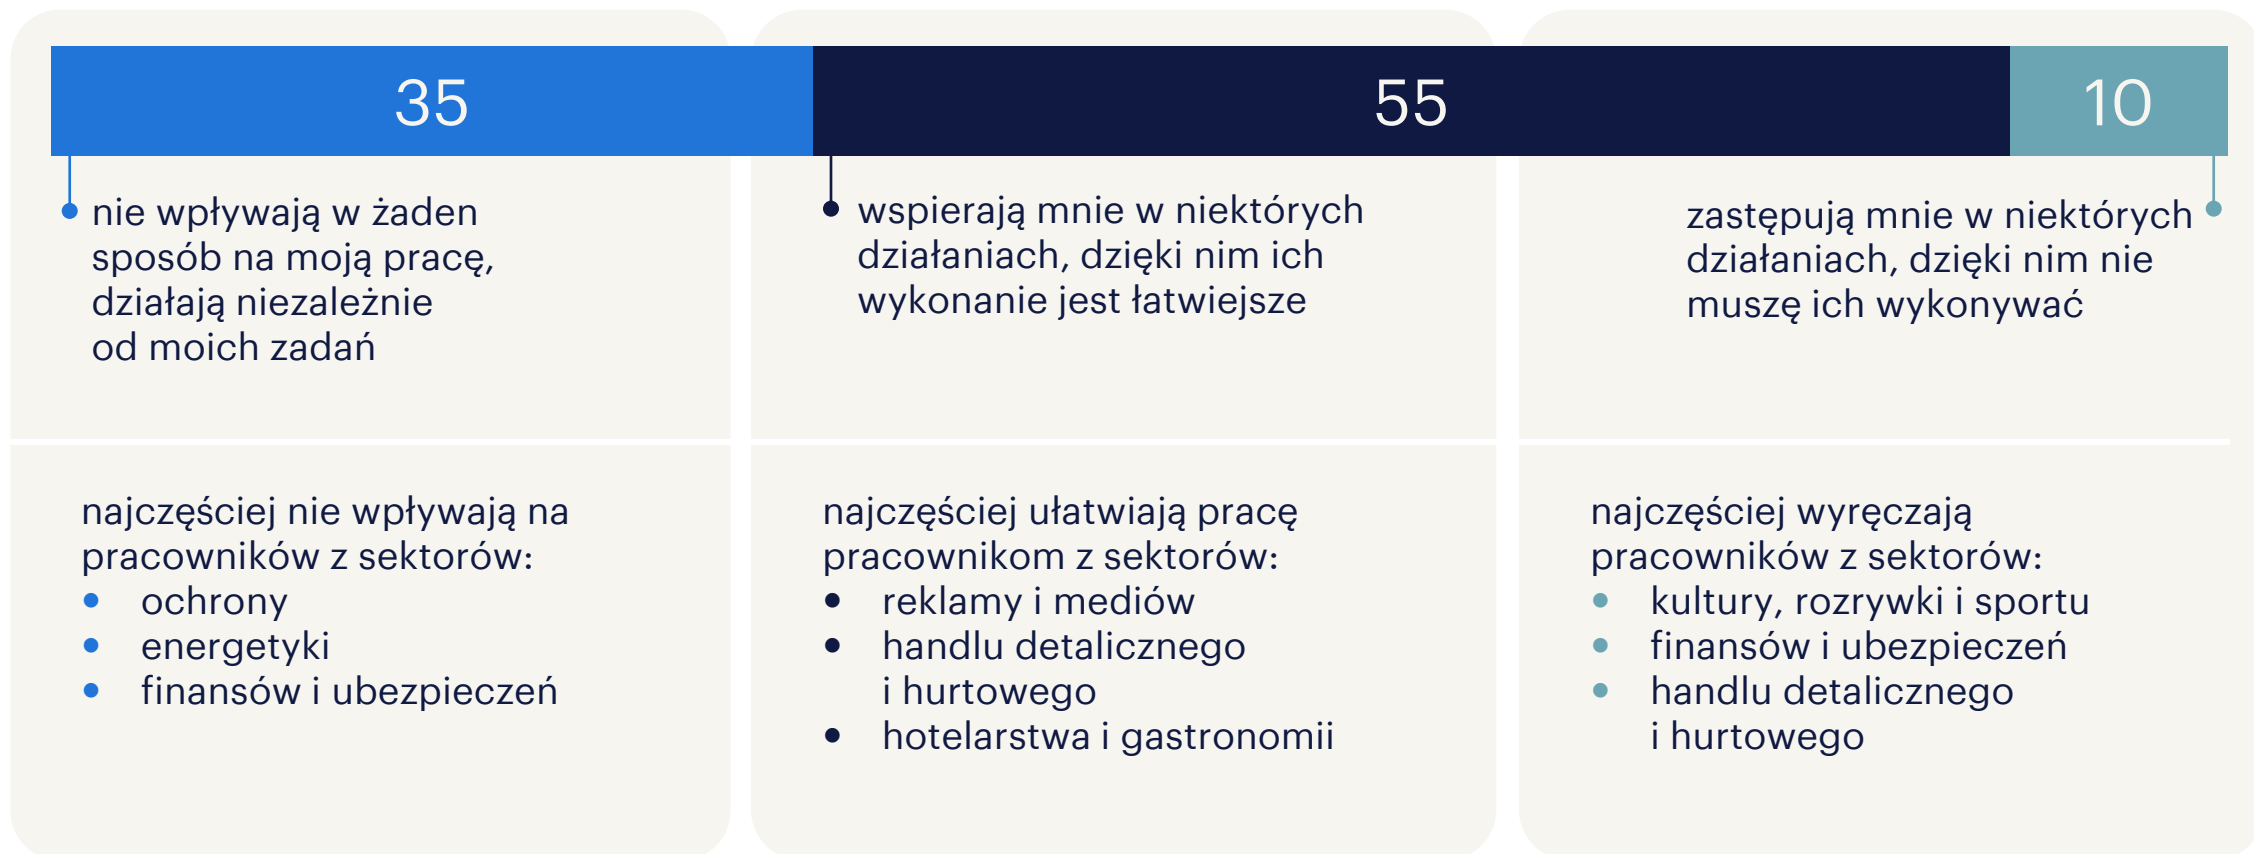 35
55
10
nie wpływają w żaden
sposób na moją pracę,
działają niezależnie
od moich zadań
wspierają mnie w niektórych
działaniach, dzięki nim ich
wykonanie jest łatwiejsze
zastępują mnie w niektórych
działaniach, dzięki nim nie
muszę ich wykonywać
najczęściej nie wpływają na
pracowników z sektorów:
• ochrony
• energetyki
• finansów i ubezpieczeń
najczęściej ułatwiają pracę
pracownikom z sektorów:
• reklamy i mediów
• handlu detalicznego
i hurtowego
• hotelarstwa i gastronomii
najczęściej wyręczają
pracowników z sektorów:
• kultury, rozrywki i sportu
• finansów i ubezpieczeń
• handlu detalicznego
i hurtowego